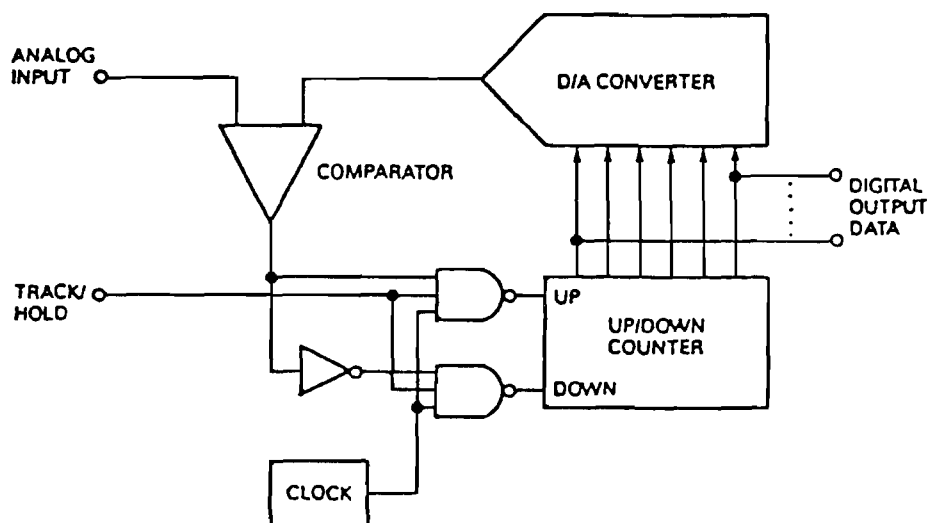 ANALOG
INPUT
D/A CONVERTER
COMPARATOR
DIGITAL
OUTPUT
DATA
TRACK/
HOLD
UP
UP/DOWN
COUNTER
DOWN
CLOCK